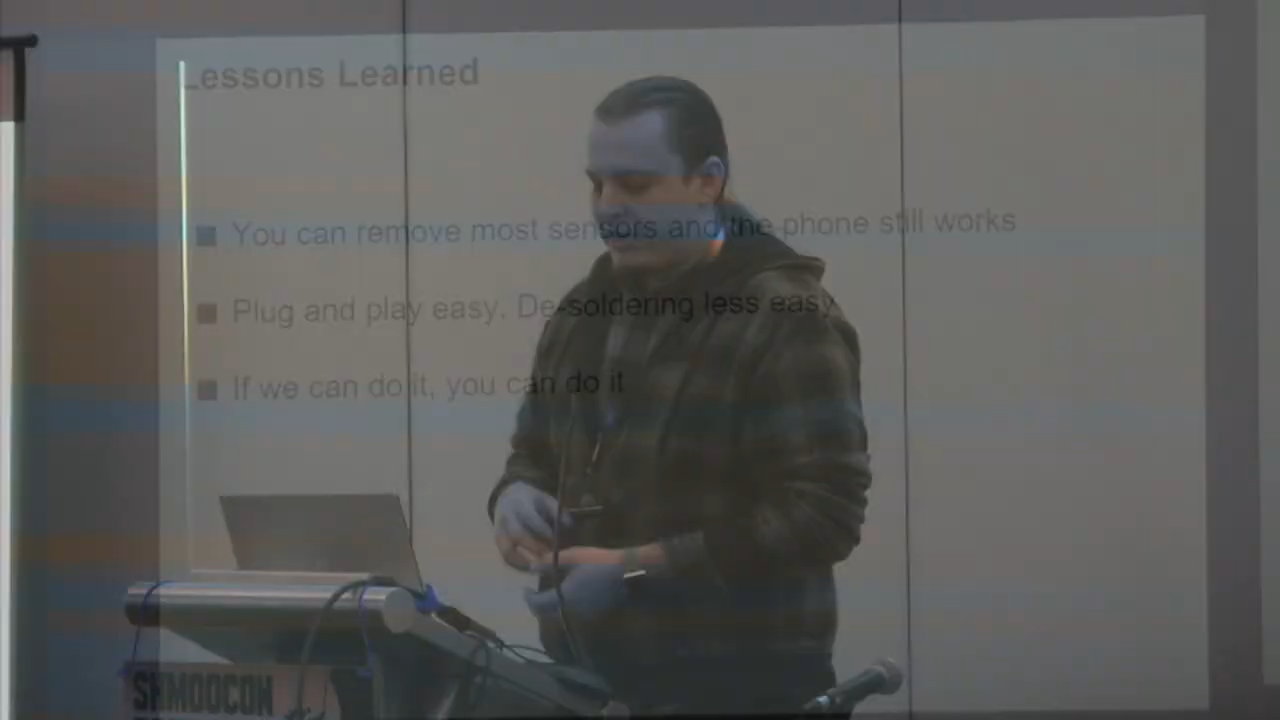 Lessons Learned
You can remove most sensors and the phone still works
Plug and play easy. De-soldering less easy
If we can do it, you can do it
SHMOOCON